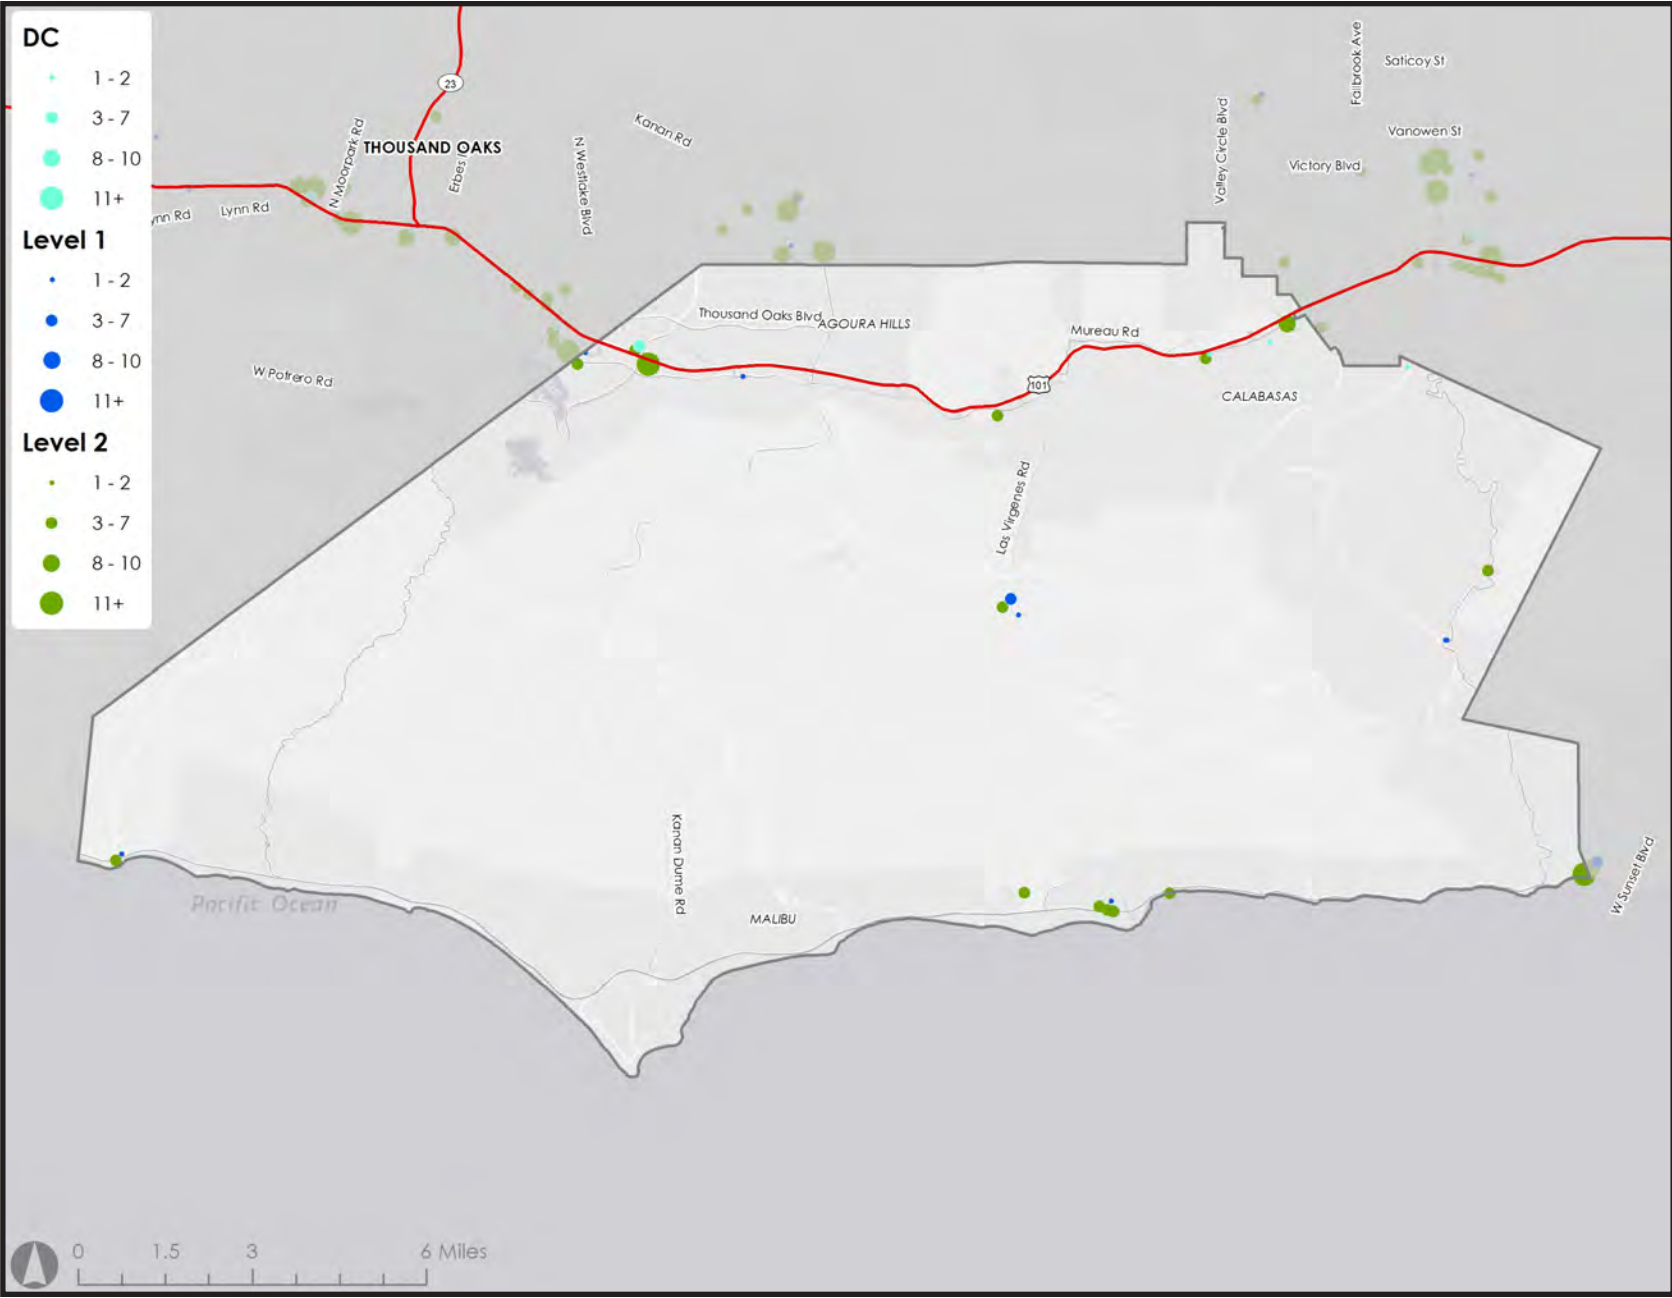 DC
1 - 2
3 - 7
8 - 10
11+
Level 1
1 - 2
3 - 7
8 - 10
11+
Level 2
1 - 2
3 - 7
8 - 10
11+
23
THOUSAND OAKS
N Moorpark Rd
Erbes
Lynn Rd
Rd
N Westlake Blvd
Kanan Rd
Valley Circle Blvd
Fallbrook Ave
Saticoy St
Vanowen St
Victory Blvd
Thousand Oaks Blvd
AGOURA HILLS
Mureau Rd
W Potrero Rd
101
CALABASAS
Las Virgenes Rd
Kanan Dume Rd
MALIBU
Pacific Ocean
W Sunset Blvd
0 1.5 3 6 Miles